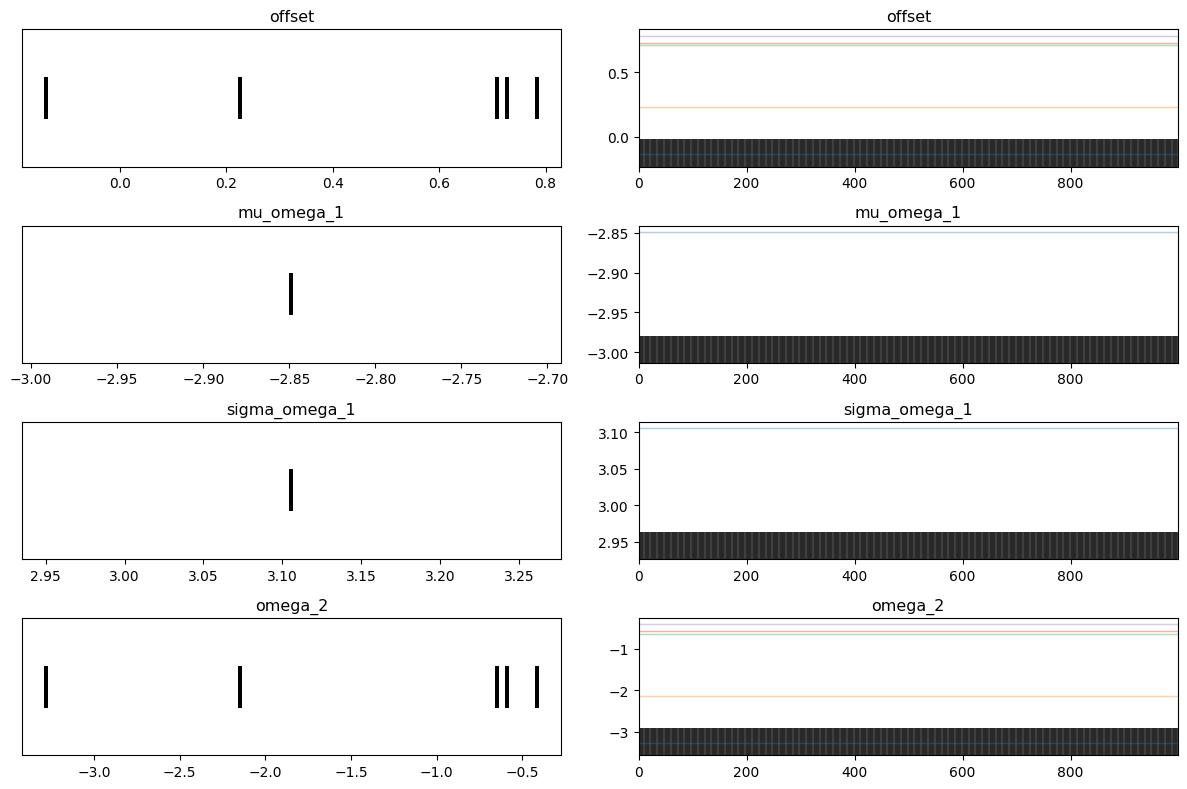 offset
offset
0.0 0.2 0.4 0.6 0.8
0.5
0.0
0 200 400 600 800
mu_omega_1
mu_omega_1
−3.00 −2.95 −2.90 −2.85 −2.80 −2.75 −2.70
−2.85
−2.90
−2.95
−3.00
0 200 400 600 800
sigma_omega_1
sigma_omega_1
2.95 3.00 3.05 3.10 3.15 3.20 3.25
3.10
3.05
3.00
2.95
0 200 400 600 800
omega_2
omega_2
−3.0 −2.5 −2.0 −1.5 −1.0 −0.5
−1
−2
−3
0 200 400 600 800